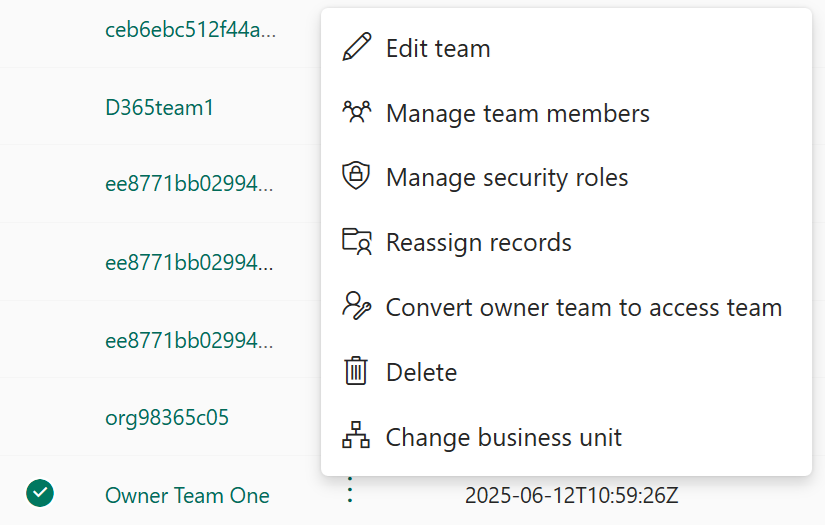 ceb6ebc512f44a...
D365team1
ee8771bb02994...
ee8771bb02994...
ee8771bb02994...
org98365c05
Owner Team One
2025-06-12T10:59:26Z
Edit team
Manage team members
Manage security roles
Reassign records
Convert owner team to access team
Delete
Change business unit